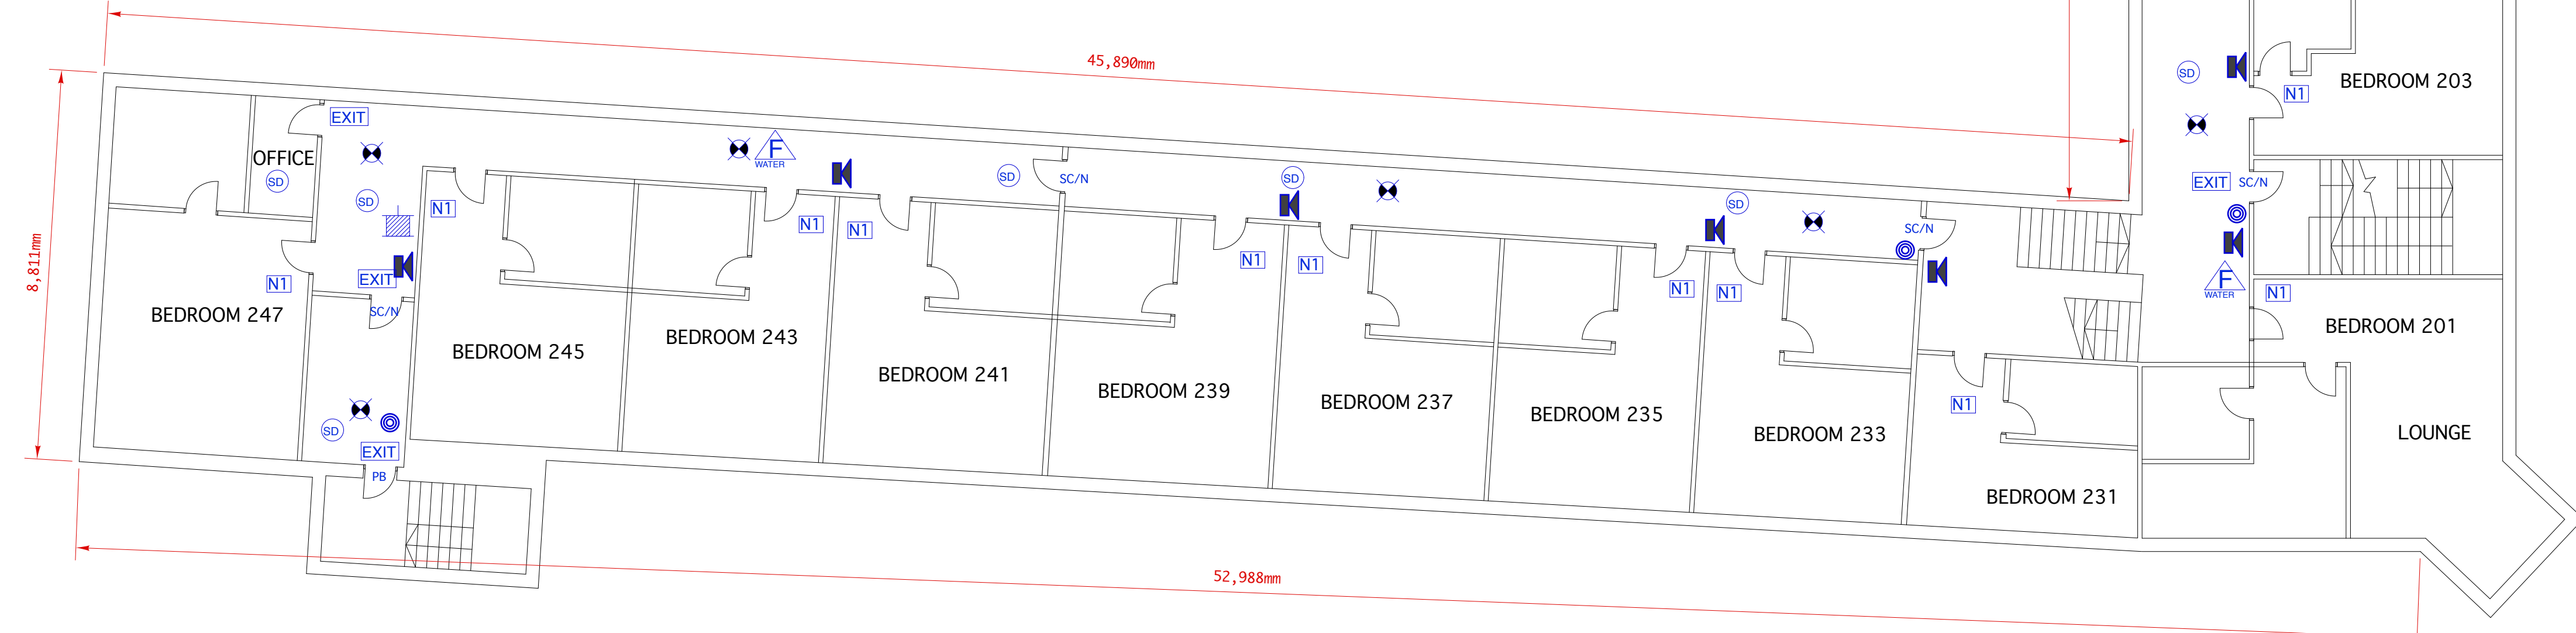 45,890mm
8,811mm
52,988mm
OFFICE
SD
EXIT
SD
N1
N1
EXIT
SC/N
BEDROOM 247
SD
EXIT
PB
BEDROOM 245
F
WATER
BEDROOM 243
N1
N1
BEDROOM 241
SD
SC/N
BEDROOM 239
N1
SD
N1
BEDROOM 237
BEDROOM 235
N1
SD
N1
BEDROOM 233
SC/N
N1
BEDROOM 231
SD
N1
BEDROOM 203
EXIT
SC/N
F
WATER
N1
BEDROOM 201
LOUNGE